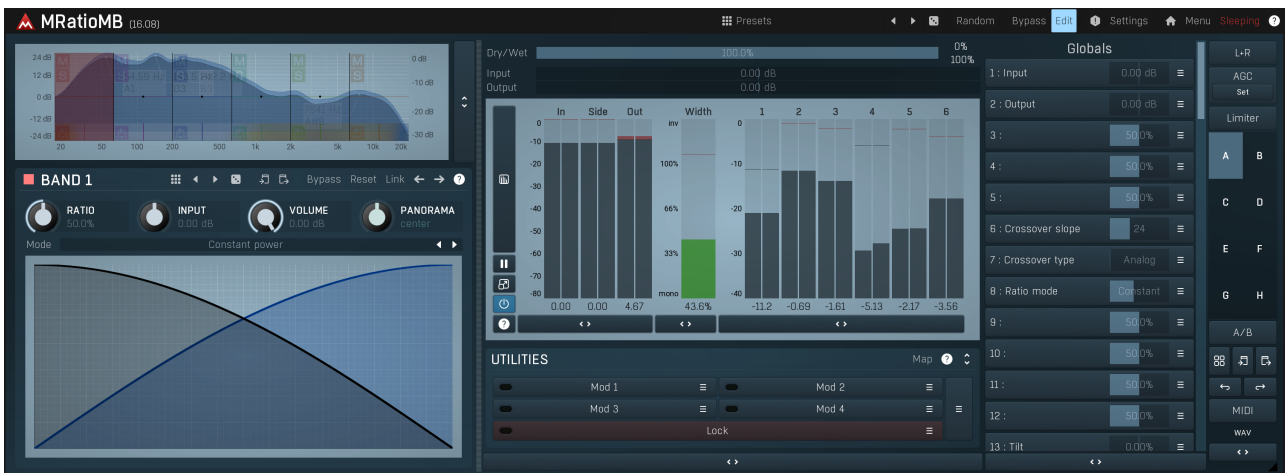 MRatioMB (16.08) Presets Random Bypass Edit Settings Menu Sleeping ?
24 dB 0 dB
12 dB -10 dB
0 dB
-12 dB -20 dB
-24 dB -30 dB
20 50 100 200 500 1k 2k 5k 10k 20k
BAND 1 Bypass Reset Link ?
RATIO 50.0% INPUT 0.00 dB VOLUME 0.00 dB PANORAMA center
Mode Constant power
Dry/Wet 100.0% 0% 100%
Input 0.00 dB
Output 0.00 dB
In Side Out Width 1 2 3 4 5 6
0 inv 0
-10
-20 100% -10
-30
-40 66% -20
-50
-60 33% -30
-70
-80 mono -40
0.00 0.00 4.67 43.6% -11.2 -0.69 -1.61 -5.13 -2.17 -3.56
?
UTILITIES Map ?
Mod 1 Mod 2
Mod 3 Mod 4
Lock
Globals
1 : Input 0.00 dB
2 : Output 0.00 dB
3 : 50.0%
4 : 50.0%
5 : 50.0%
6 : Crossover slope 24
7 : Crossover type Analog
8 : Ratio mode Constant
9 : 50.0%
10 : 50.0%
11 : 50.0%
12 : 50.0%
13 : Tilt 0.00%
L+R
AGC
Set
Limiter
A B
C D
E F
G H
A/B
MIDI
WAV